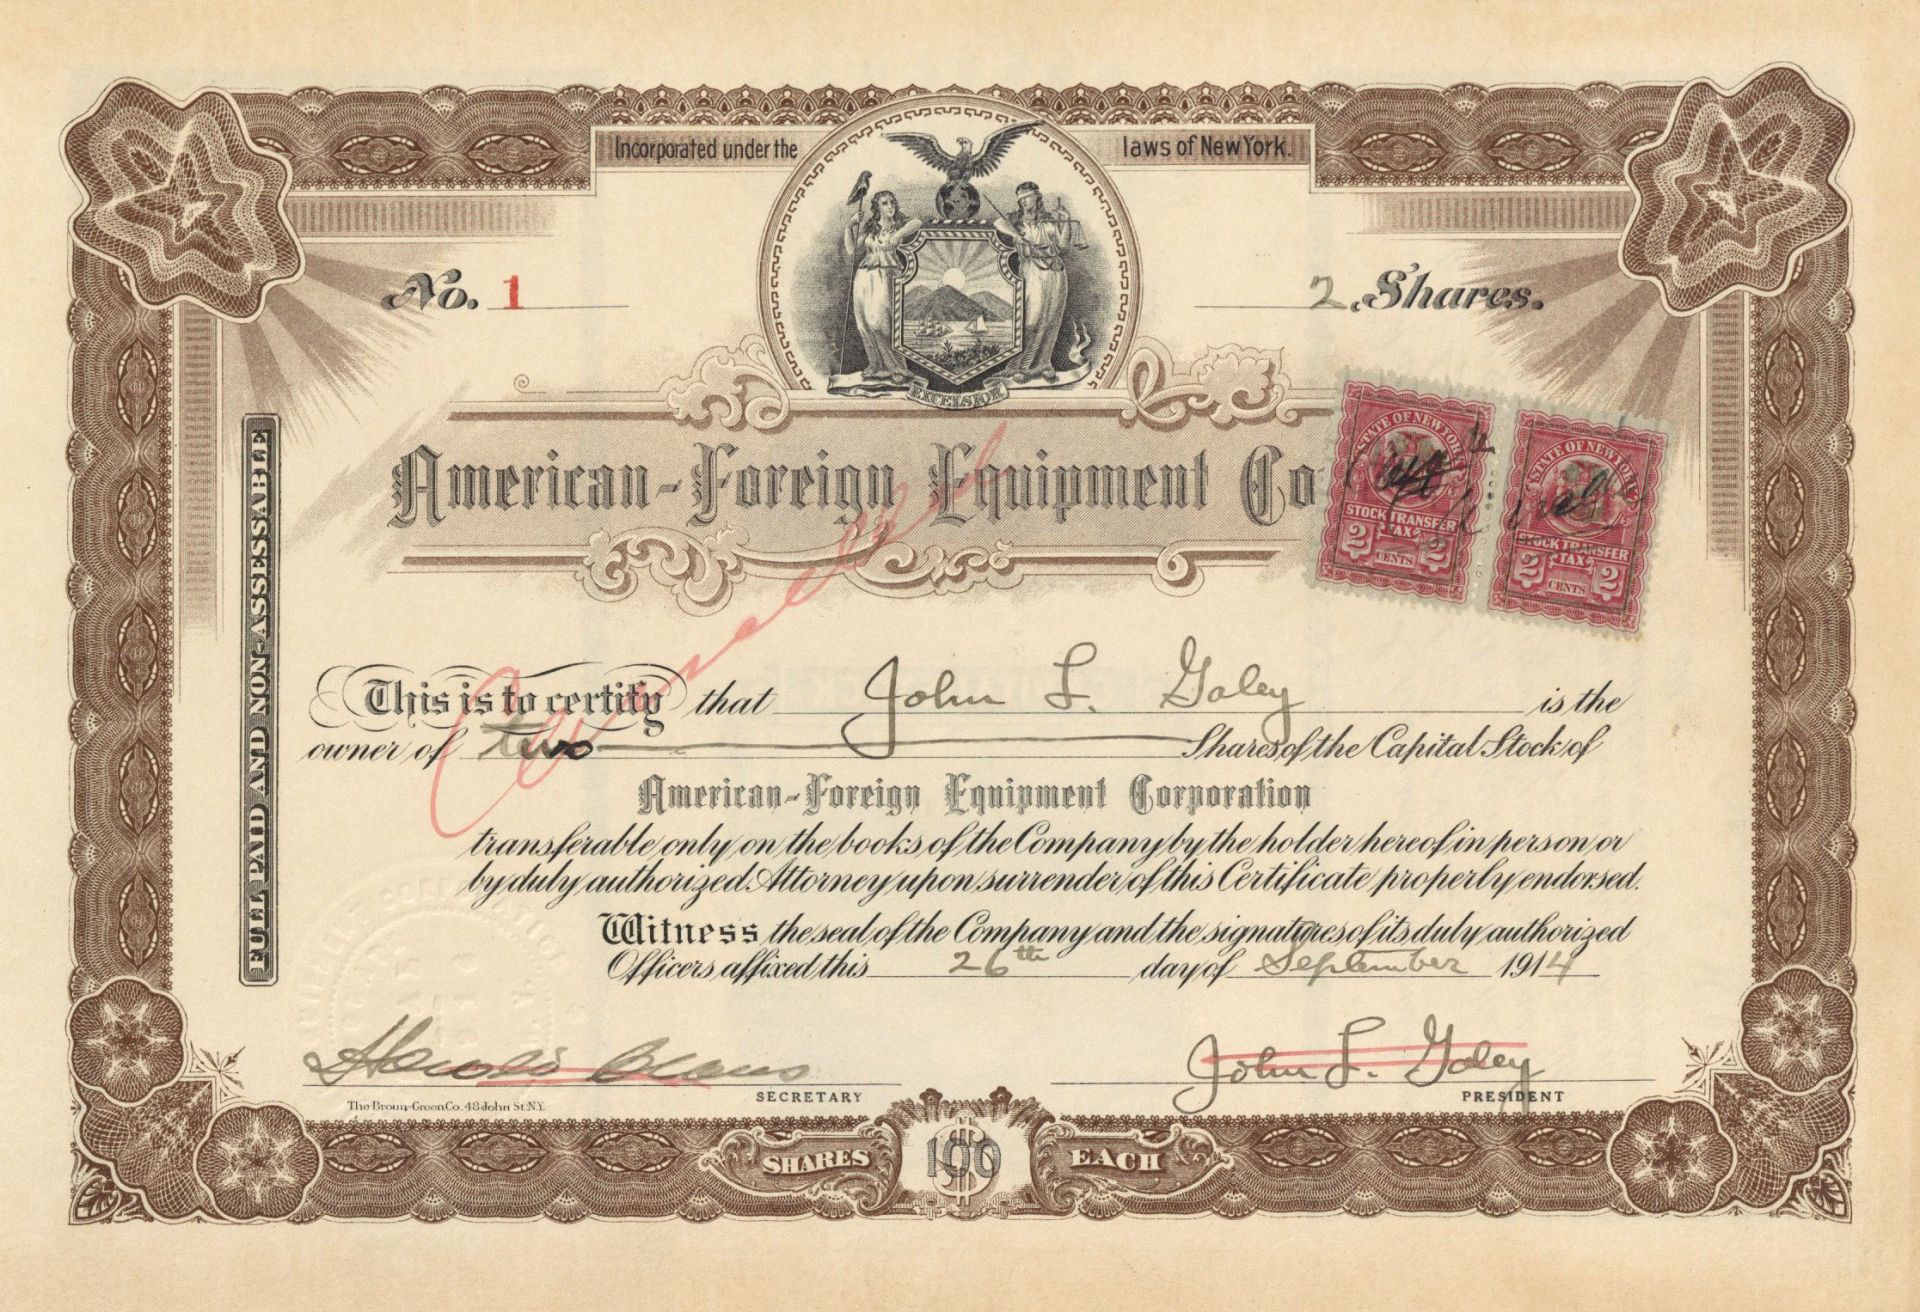 Incorporated under the laws of New York.
No. 1
2 Shares.
EXCELSIOR
American-Foreign Equipment Co
Cancelled
STATE OF NEW YORK
STOCK TRANSFER
TAX
2 2
CENTS
STATE OF NEW YORK
STOCK TRANSFER
TAX
2 2
CENTS
FULL PAID AND NON-ASSESSABLE
This is to certify that John L. Galey is the
owner of two Shares of the Capital Stock of
American-Foreign Equipment Corporation
transferable only on the books of the Company by the holder hereof in person or
by duly authorized Attorney upon surrender of this Certificate properly endorsed.
Witness the seal of the Company and the signatures of its duly authorized
Officers affixed this 26th day of September 1914
John L. Galey
SECRETARY
PRESIDENT
The Broun-Green Co. 48 John St. N.Y.
SHARES $100 EACH